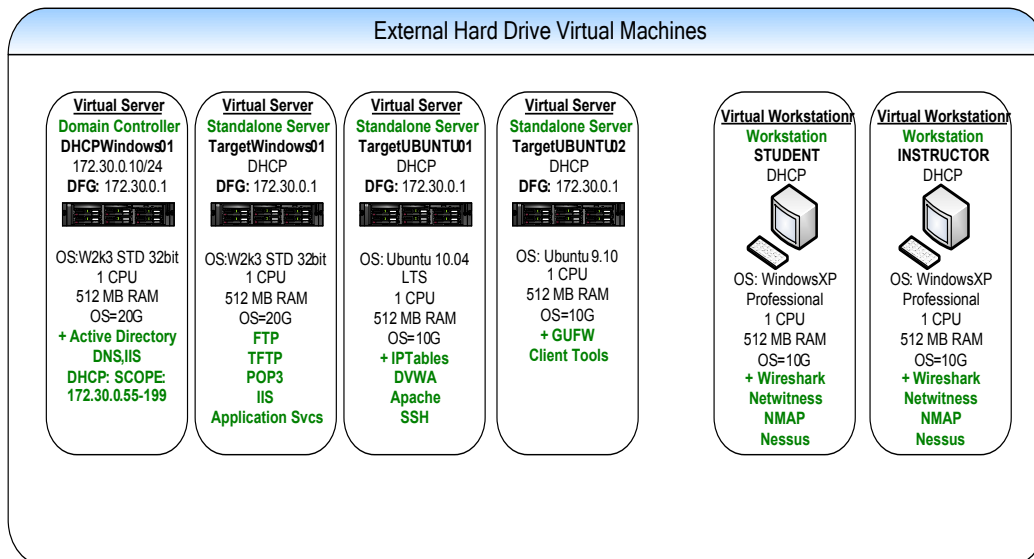 External Hard Drive Virtual Machines
Virtual Server
Domain Controller
DHCPWindows01
172.30.0.10/24
DFG: 172.30.0.1
OS:W2k3 STD 32bit
1 CPU
512 MB RAM
OS=20G
+ Active Directory
DNS,IIS
DHCP: SCOPE:
172.30.0.55-199
Virtual Server
Standalone Server
TargetWindows01
DHCP
DFG: 172.30.0.1
OS:W2k3 STD 32bit
1 CPU
512 MB RAM
OS=20G
FTP
TFTP
POP3
IIS
Application Svcs
Virtual Server
Standalone Server
TargetUBUNTU01
DHCP
DFG: 172.30.0.1
OS: Ubuntu 10.04
LTS
1 CPU
512 MB RAM
OS=10G
+ IPTables
DVWA
Apache
SSH
Virtual Server
Standalone Server
TargetUBUNTU02
DHCP
DFG: 172.30.0.1
OS: Ubuntu 9.10
1 CPU
512 MB RAM
OS=10G
+ GUFW
Client Tools
Virtual Workstationr
Workstation
STUDENT
DHCP
OS: WindowsXP
Professional
1 CPU
512 MB RAM
OS=10G
+ Wireshark
Netwitness
NMAP
Nessus
Virtual Workstationr
Workstation
INSTRUCTOR
DHCP
OS: WindowsXP
Professional
1 CPU
512 MB RAM
OS=10G
+ Wireshark
Netwitness
NMAP
Nessus